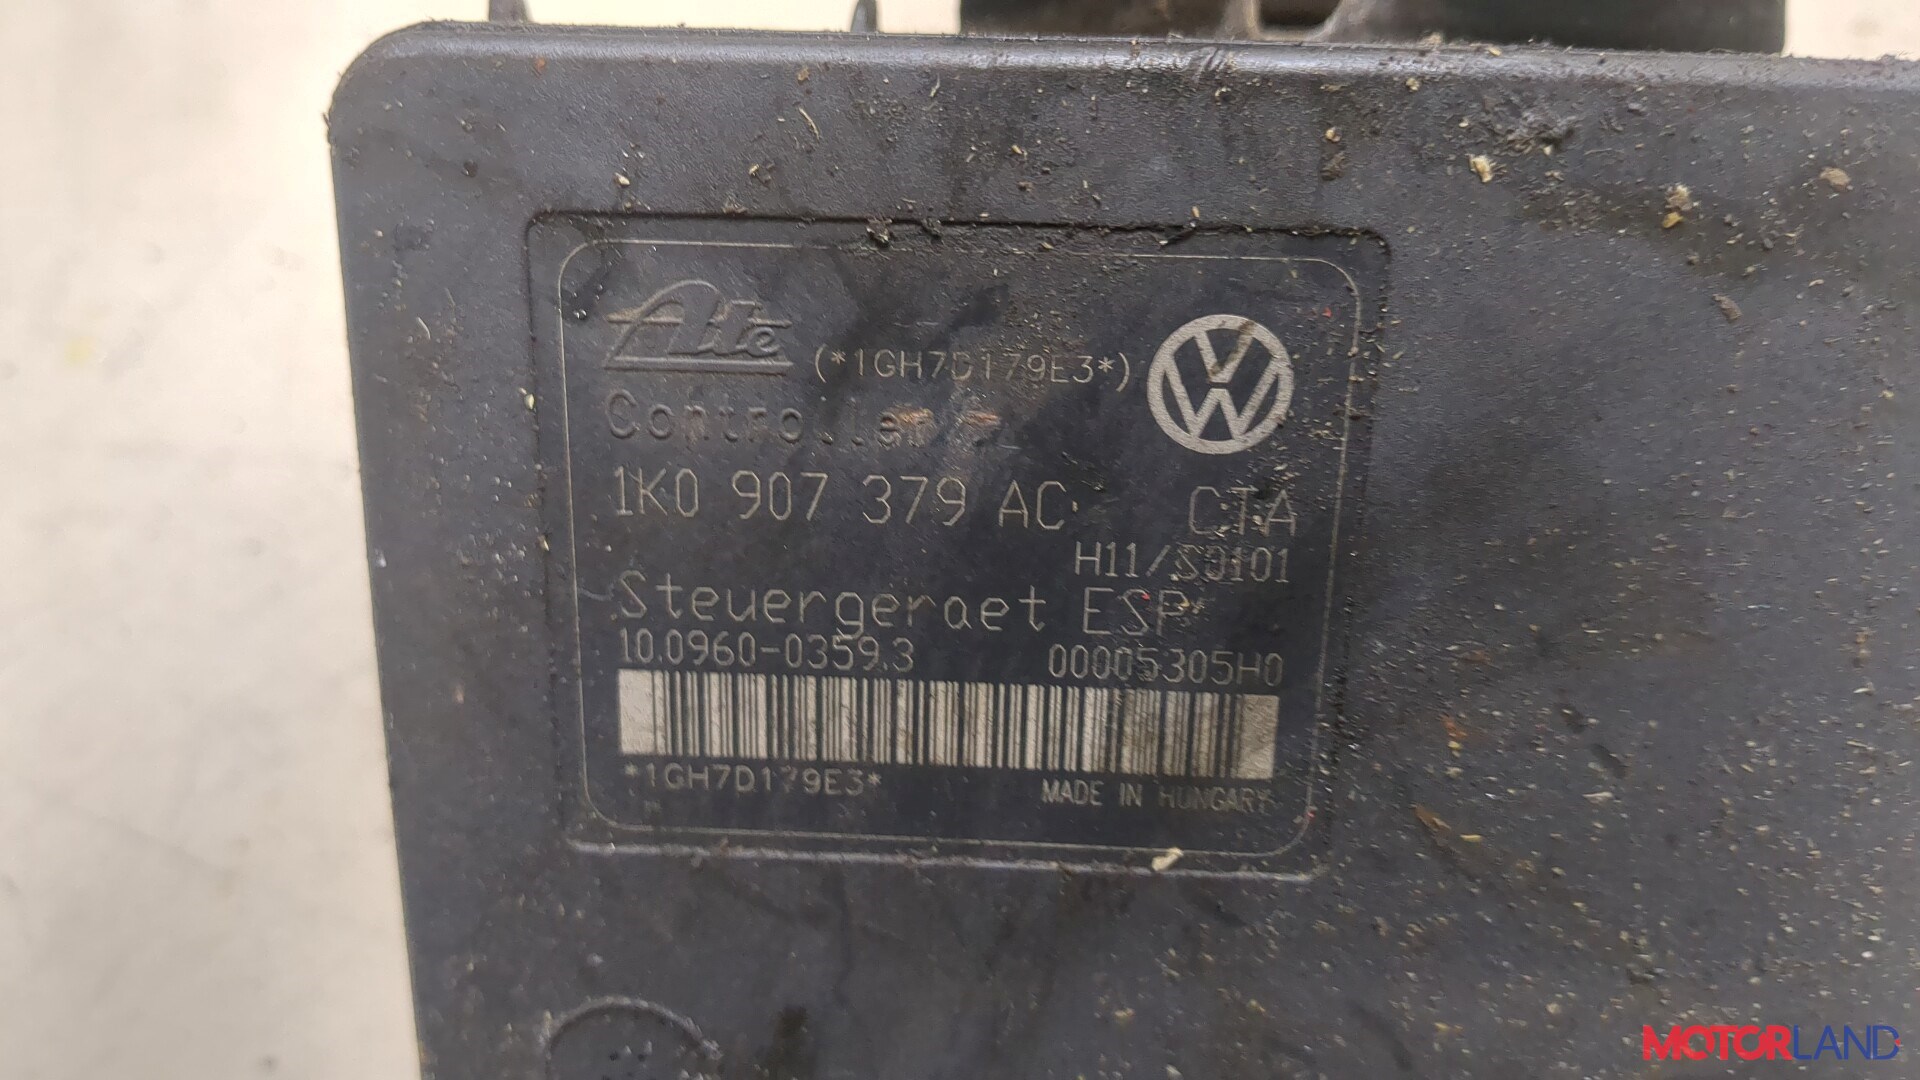 Ate
(*1GH7D179E3*)
Controller
1K0 907 379 AC CTA
H11/S0101
Steuergeraet ESP
10.0960-0359.3 00005305H0
*1GH7D179E3* MADE IN HUNGARY
MOTORLAND